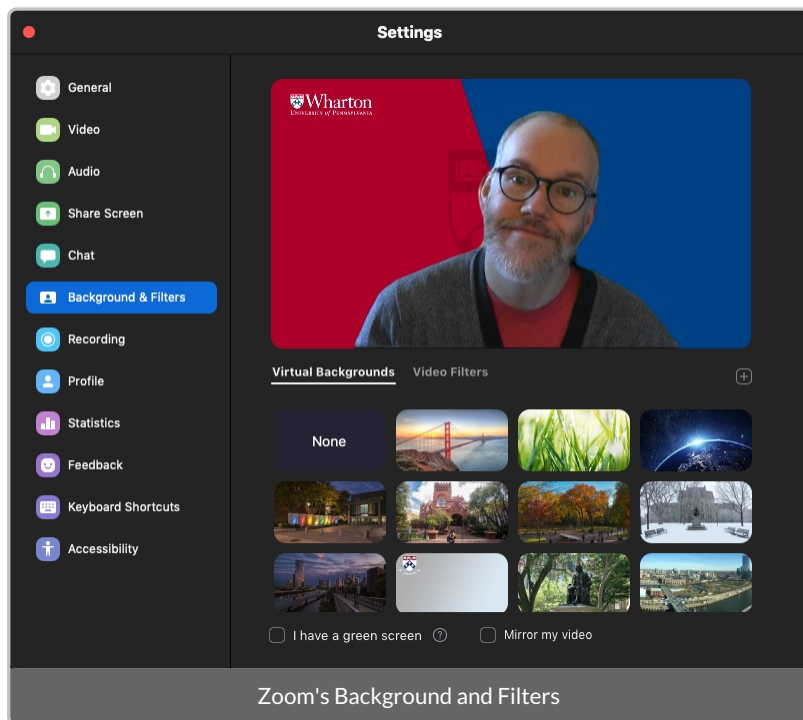 Settings
General
Video
Audio
Share Screen
Chat
Background & Filters
Recording
Profile
Statistics
Feedback
Keyboard Shortcuts
Accessibility
Wharton
UNIVERSITY of PENNSYLVANIA
Virtual Backgrounds Video Filters
None
I have a green screen ? Mirror my video
Zoom's Background and Filters